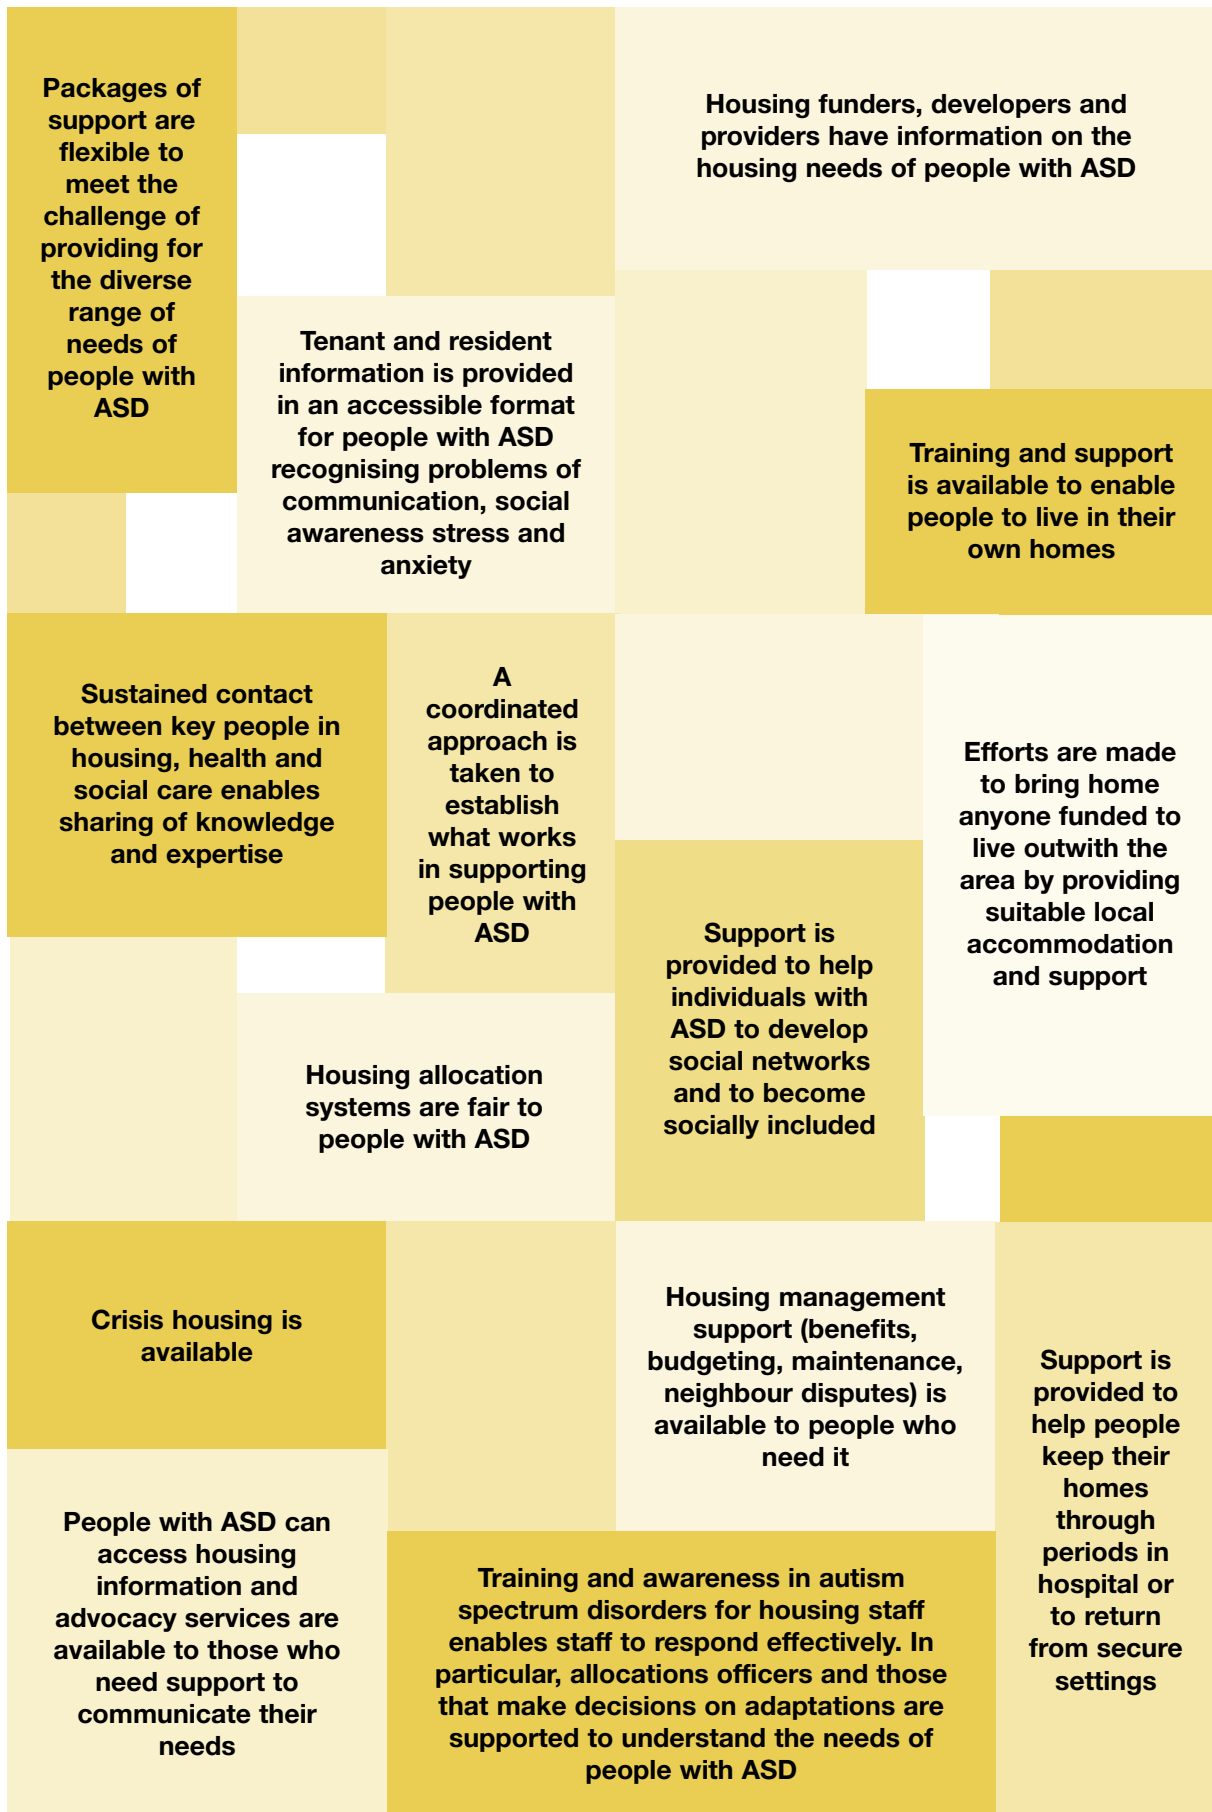 Packages of
support are
flexible to
meet the
challenge of
providing for
the diverse
range of
needs of
people with
ASD
Housing funders, developers and
providers have information on the
housing needs of people with ASD
Tenant and resident
information is provided
in an accessible format
for people with ASD
recognising problems of
communication, social
awareness stress and
anxiety
Training and support
is available to enable
people to live in their
own homes
Sustained contact
between key people in
housing, health and
social care enables
sharing of knowledge
and expertise
A
coordinated
approach is
taken to
establish
what works
in supporting
people with
ASD
Efforts are made
to bring home
anyone funded to
live outwith the
area by providing
suitable local
accommodation
and support
Support is
provided to help
individuals with
ASD to develop
social networks
and to become
socially included
Housing allocation
systems are fair to
people with ASD
Crisis housing is
available
Housing management
support (benefits,
budgeting, maintenance,
neighbour disputes) is
available to people who
need it
Support is
provided to
help people
keep their
homes
through
periods in
hospital or
to return
from secure
settings
People with ASD can
access housing
information and
advocacy services are
available to those who
need support to
communicate their
needs
Training and awareness in autism
spectrum disorders for housing staff
enables staff to respond effectively. In
particular, allocations officers and those
that make decisions on adaptations are
supported to understand the needs of
people with ASD